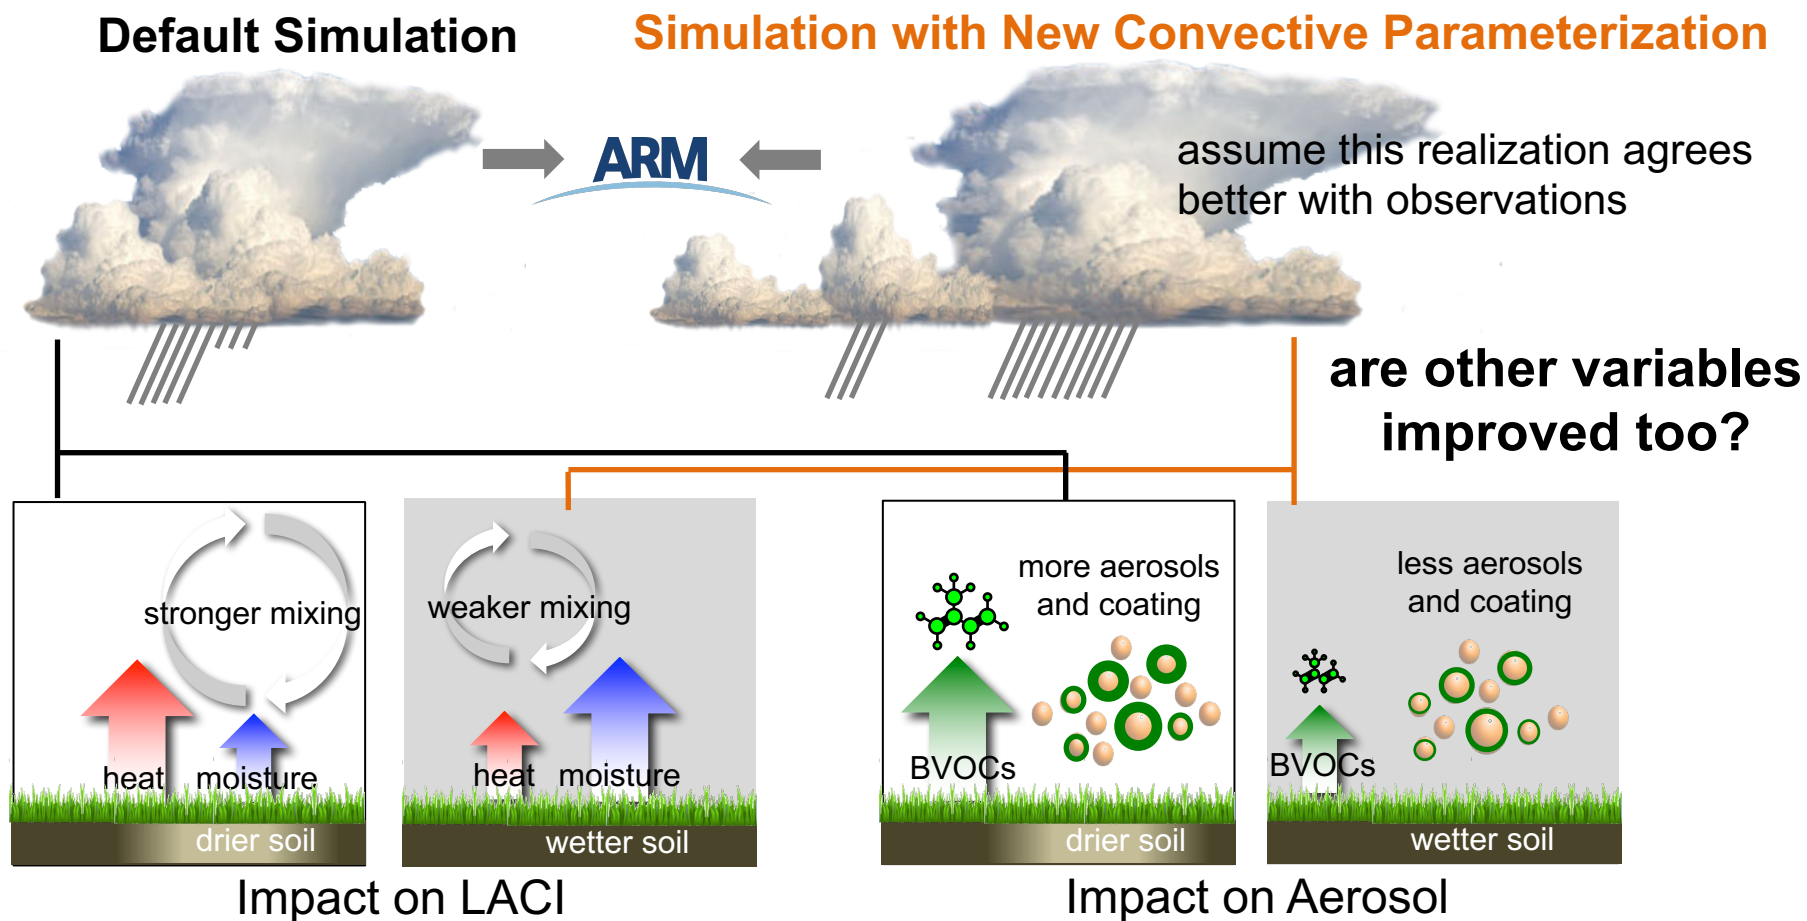 Default Simulation
Simulation with New Convective Parameterization
ARM
assume this realization agrees
better with observations
are other variables
improved too?
stronger mixing
heat
moisture
drier soil
weaker mixing
heat
moisture
wetter soil
Impact on LACI
more aerosols
and coating
BVOCs
drier soil
less aerosols
and coating
BVOCs
wetter soil
Impact on Aerosol